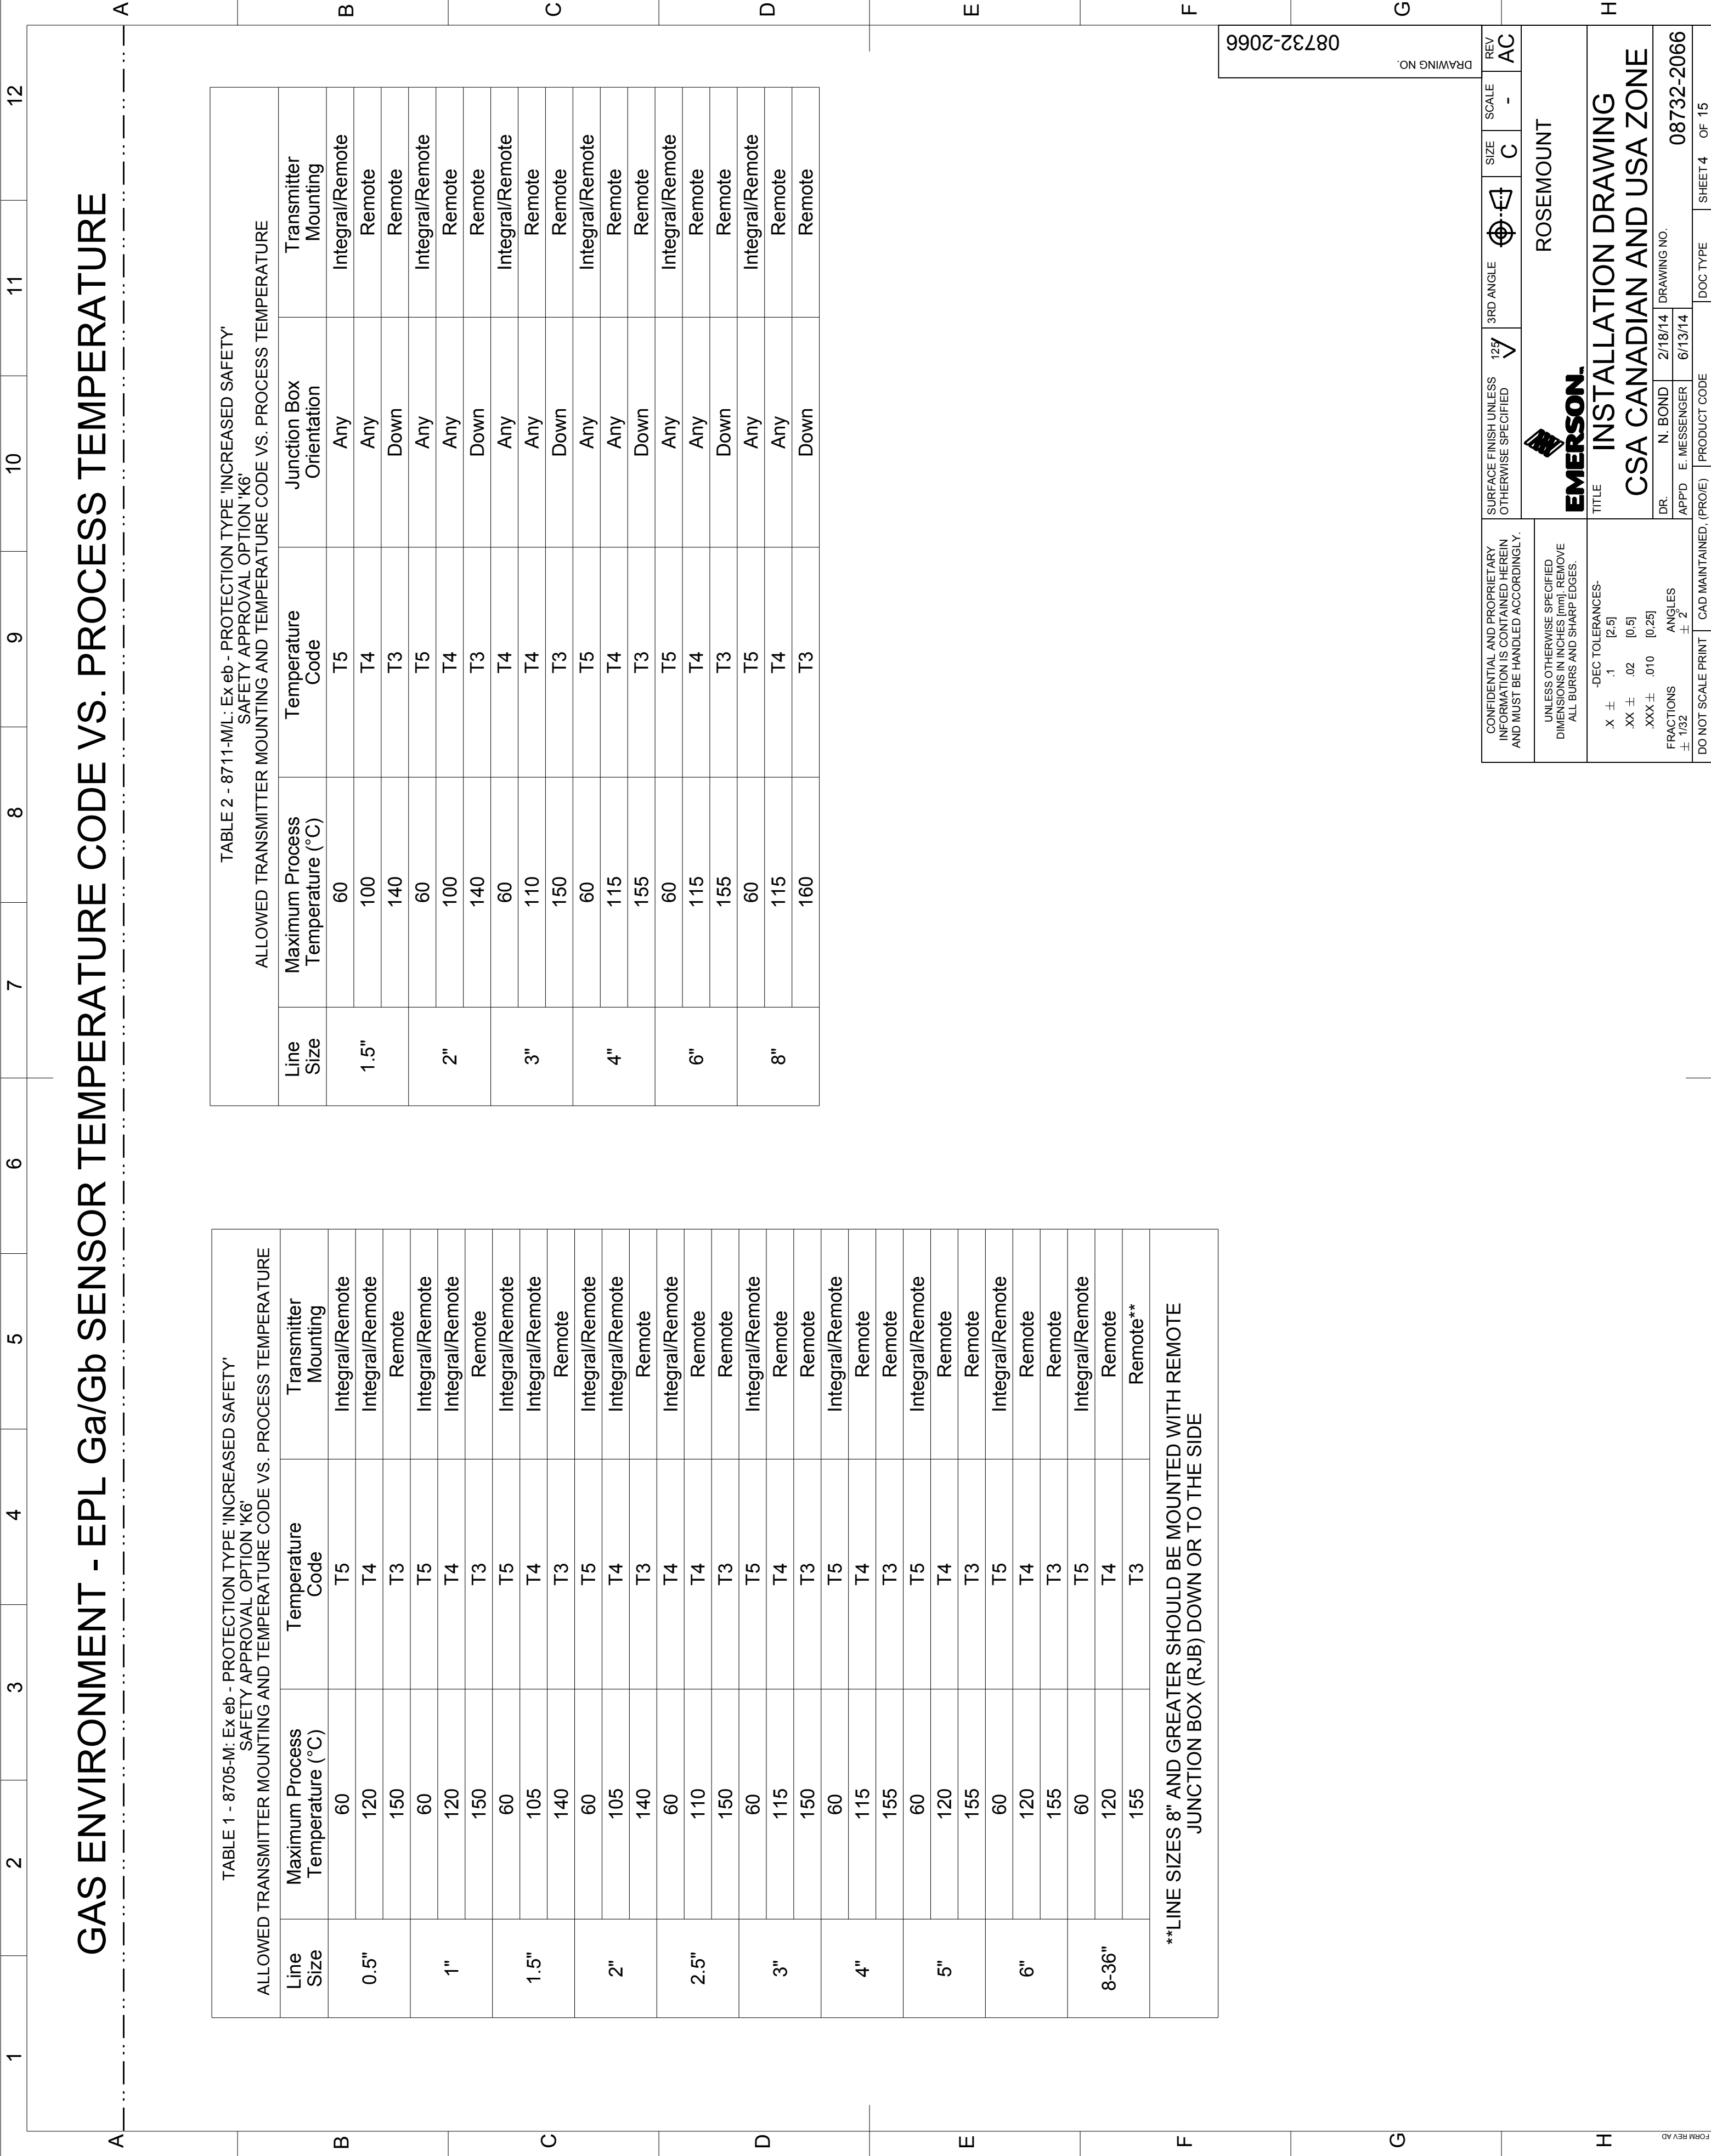 1 2 3 4 5 6 7 8 9 10 11 12
A A
GAS ENVIRONMENT - EPL Ga/Gb SENSOR TEMPERATURE CODE VS. PROCESS TEMPERATURE
TABLE 1 - 8705-M: Ex eb - PROTECTION TYPE 'INCREASED SAFETY'
SAFETY APPROVAL OPTION 'K6'
ALLOWED TRANSMITTER MOUNTING AND TEMPERATURE CODE VS. PROCESS TEMPERATURE
Line Size | Maximum Process Temperature (°C) | Temperature Code | Transmitter Mounting
0.5" | 60 | T5 | Integral/Remote
120 | T4 | Integral/Remote
150 | T3 | Remote
1" | 60 | T5 | Integral/Remote
120 | T4 | Integral/Remote
150 | T3 | Remote
1.5" | 60 | T5 | Integral/Remote
105 | T4 | Integral/Remote
140 | T3 | Remote
2" | 60 | T5 | Integral/Remote
105 | T4 | Integral/Remote
140 | T3 | Remote
2.5" | 60 | T4 | Integral/Remote
110 | T4 | Remote
150 | T3 | Remote
3" | 60 | T5 | Integral/Remote
115 | T4 | Remote
150 | T3 | Remote
4" | 60 | T5 | Integral/Remote
115 | T4 | Remote
155 | T3 | Remote
5" | 60 | T5 | Integral/Remote
120 | T4 | Remote
155 | T3 | Remote
6" | 60 | T5 | Integral/Remote
120 | T4 | Remote
155 | T3 | Remote
8-36" | 60 | T5 | Integral/Remote
120 | T4 | Remote
155 | T3 | Remote**
**LINE SIZES 8" AND GREATER SHOULD BE MOUNTED WITH REMOTE
JUNCTION BOX (RJB) DOWN OR TO THE SIDE
TABLE 2 - 8711-M/L: Ex eb - PROTECTION TYPE 'INCREASED SAFETY'
SAFETY APPROVAL OPTION 'K6'
ALLOWED TRANSMITTER MOUNTING AND TEMPERATURE CODE VS. PROCESS TEMPERATURE
Line Size | Maximum Process Temperature (°C) | Temperature Code | Junction Box Orientation | Transmitter Mounting
1.5" | 60 | T5 | Any | Integral/Remote
100 | T4 | Any | Remote
140 | T3 | Down | Remote
2" | 60 | T5 | Any | Integral/Remote
100 | T4 | Any | Remote
140 | T3 | Down | Remote
3" | 60 | T4 | Any | Integral/Remote
110 | T4 | Any | Remote
150 | T3 | Down | Remote
4" | 60 | T5 | Any | Integral/Remote
115 | T4 | Any | Remote
155 | T3 | Down | Remote
6" | 60 | T5 | Any | Integral/Remote
115 | T4 | Any | Remote
155 | T3 | Down | Remote
8" | 60 | T5 | Any | Integral/Remote
115 | T4 | Any | Remote
160 | T3 | Down | Remote
B B
C C
D D
E E
F F
G G
H H
DRAWING NO.
08732-2066
CONFIDENTIAL AND PROPRIETARY
INFORMATION IS CONTAINED HEREIN
AND MUST BE HANDLED ACCORDINGLY.
UNLESS OTHERWISE SPECIFIED
DIMENSIONS IN INCHES [mm]. REMOVE
ALL BURRS AND SHARP EDGES.
-DEC TOLERANCES-
.X ± .1 [2,5]
.XX ± .02 [0,5]
.XXX ± .010 [0,25]
FRACTIONS ANGLES
± 1/32 ± 2°
DO NOT SCALE PRINT
SURFACE FINISH UNLESS
OTHERWISE SPECIFIED
125
3RD ANGLE
SIZE C
SCALE -
REV AC
EMERSON™
ROSEMOUNT
TITLE
INSTALLATION DRAWING
CSA CANADIAN AND USA ZONE
DR. N. BOND 2/18/14
APP'D E. MESSENGER 6/13/14
DRAWING NO.
08732-2066
CAD MAINTAINED, (PRO/E)
PRODUCT CODE
DOC TYPE
SHEET 4 OF 15
FORM REV AD